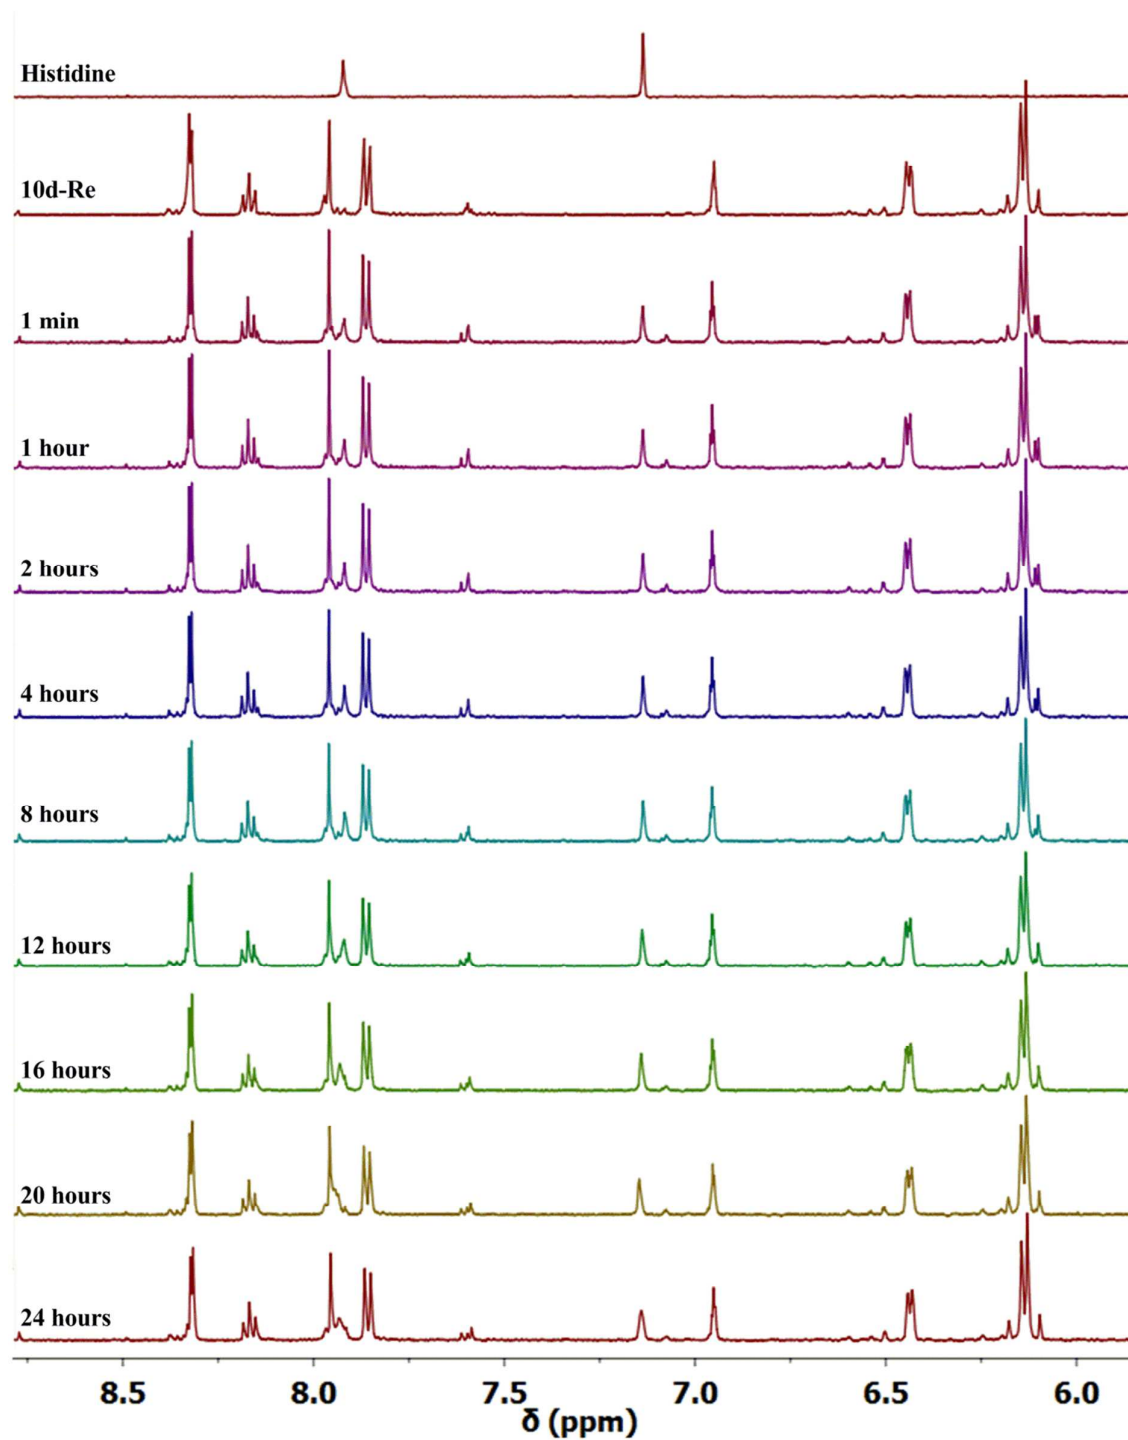 Histidine
10d-Re
1 min
1 hour
2 hours
4 hours
8 hours
12 hours
16 hours
20 hours
24 hours
8.5 8.0 7.5 7.0 6.5 6.0
δ (ppm)